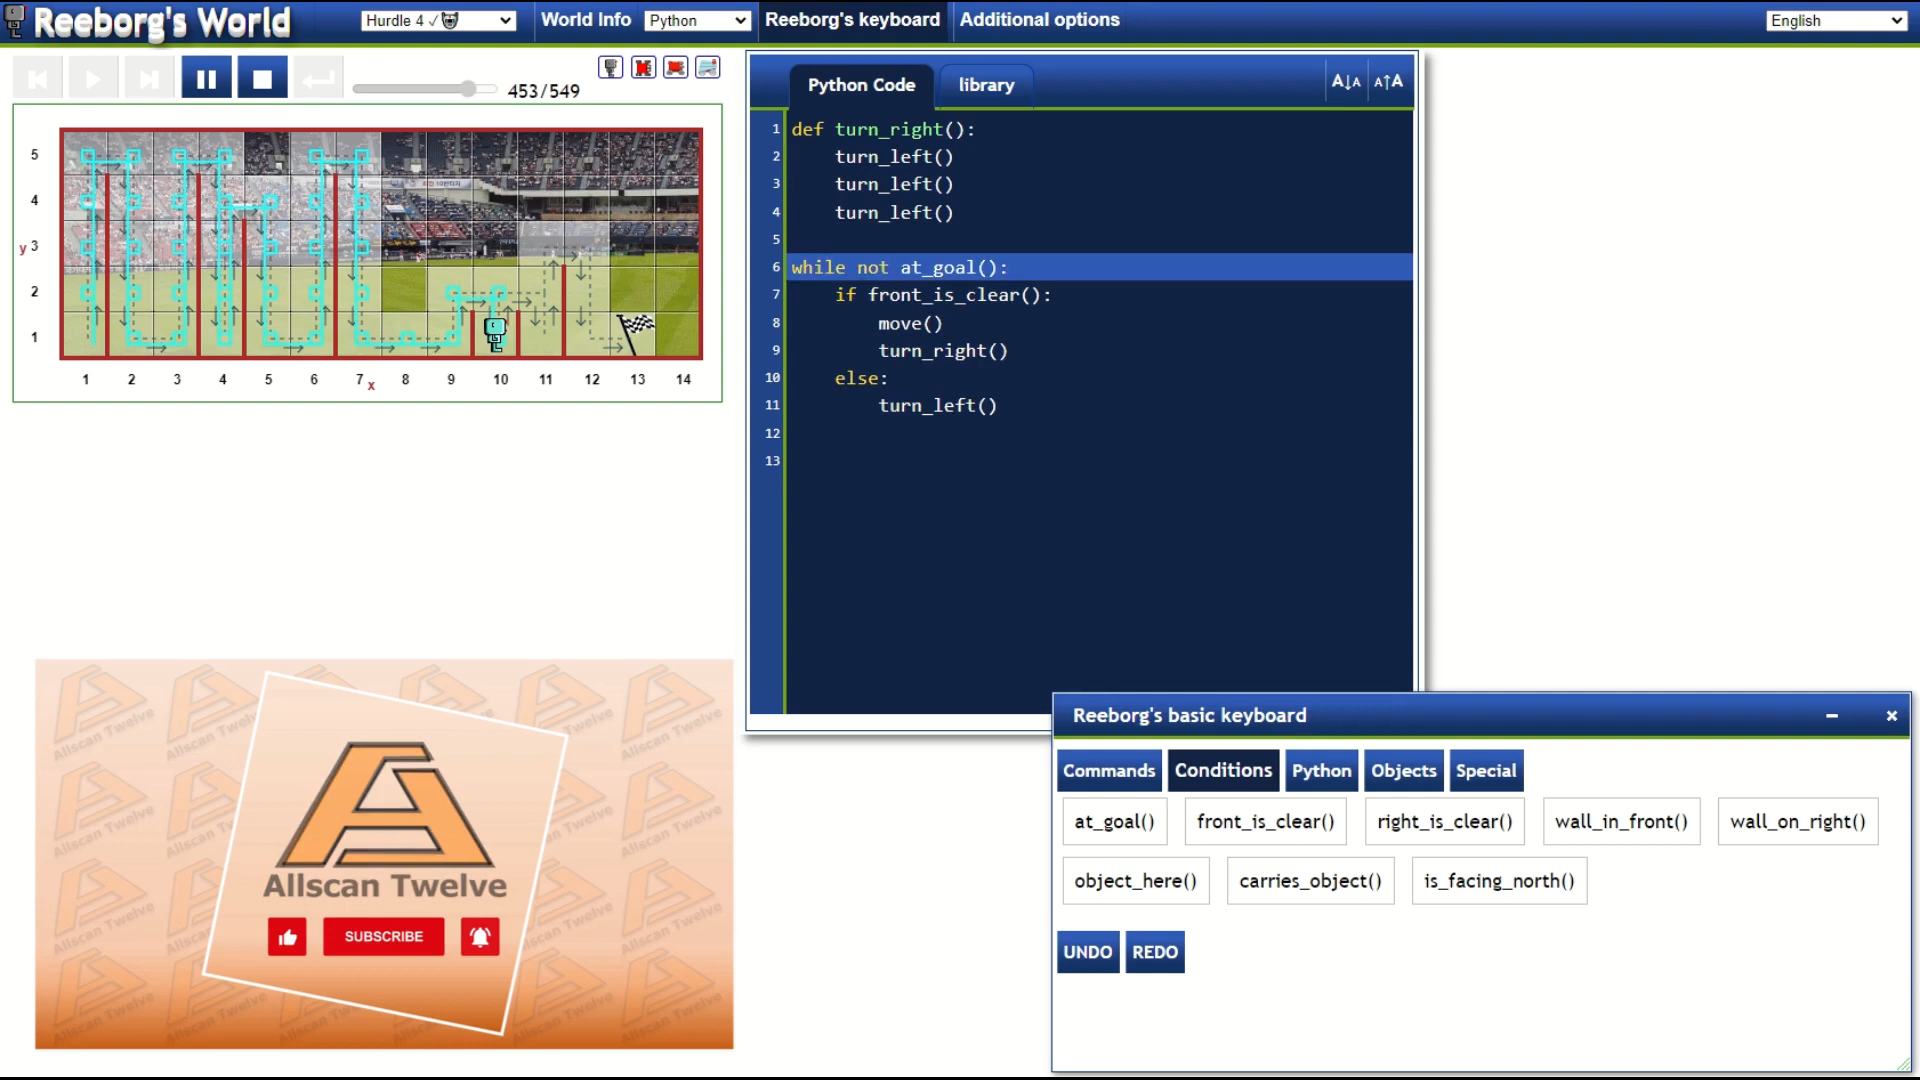 Reeborg's World
Hurdle 4 ✓
World Info
Python
Reeborg's keyboard
Additional options
English
453/549
5
4
y 3
2
1
1 2 3 4 5 6 7 x 8 9 10 11 12 13 14
Python Code
library
A↓A A↑A
1 def turn_right():
2     turn_left()
3     turn_left()
4     turn_left()
5
6 while not at_goal():
7     if front_is_clear():
8         move()
9         turn_right()
10     else:
11         turn_left()
12
13
Reeborg's basic keyboard
Commands Conditions Python Objects Special
at_goal() front_is_clear() right_is_clear() wall_in_front() wall_on_right()
object_here() carries_object() is_facing_north()
UNDO REDO
Allscan Twelve
SUBSCRIBE